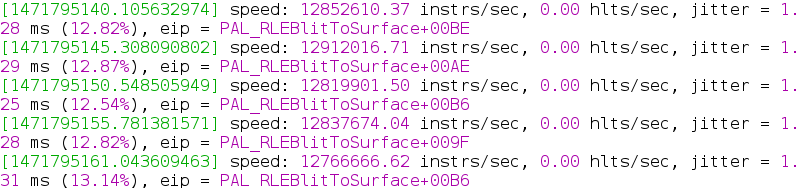 [1471795140.105632974] speed: 12852610.37 instrs/sec, 0.00 hlts/sec, jitter = 1.
28 ms (12.82%), eip = PAL_RLEBlitToSurface+00BE
[1471795145.308090802] speed: 12912016.71 instrs/sec, 0.00 hlts/sec, jitter = 1.
29 ms (12.87%), eip = PAL_RLEBlitToSurface+00AE
[1471795150.548505949] speed: 12819901.50 instrs/sec, 0.00 hlts/sec, jitter = 1.
25 ms (12.54%), eip = PAL_RLEBlitToSurface+00B6
[1471795155.781381571] speed: 12837674.04 instrs/sec, 0.00 hlts/sec, jitter = 1.
28 ms (12.82%), eip = PAL_RLEBlitToSurface+009F
[1471795161.043609463] speed: 12766666.62 instrs/sec, 0.00 hlts/sec, jitter = 1.
31 ms (13.14%), eip = PAL_RLEBlitToSurface+00B6